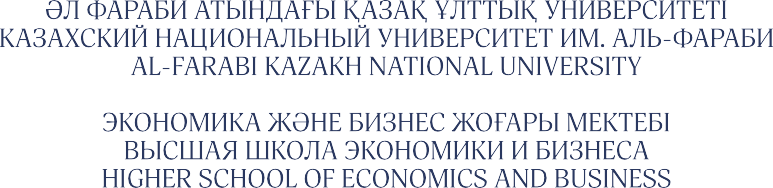 ӘЛ ФАРАБИ АТЫНДАҒЫ ҚАЗАҚ ҰЛТТЫҚ УНИВЕРСИТЕТІ
КАЗАХСКИЙ НАЦИОНАЛЬНЫЙ УНИВЕРСИТЕТ ИМ. АЛЬ-ФАРАБИ
AL-FARABI KAZAKH NATIONAL UNIVERSITY
ЭКОНОМИКА ЖӘНЕ БИЗНЕС ЖОҒАРЫ МЕКТЕБІ
ВЫСШАЯ ШКОЛА ЭКОНОМИКИ И БИЗНЕСА
HIGHER SCHOOL OF ECONOMICS AND BUSINESS